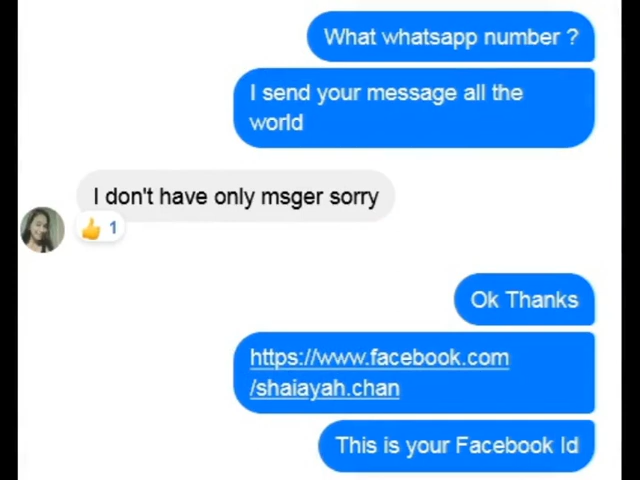 What whatsapp number ?
I send your message all the
world
I don't have only msger sorry
👍 1
Ok Thanks
https://www.facebook.com
/shaiayah.chan
This is your Facebook Id